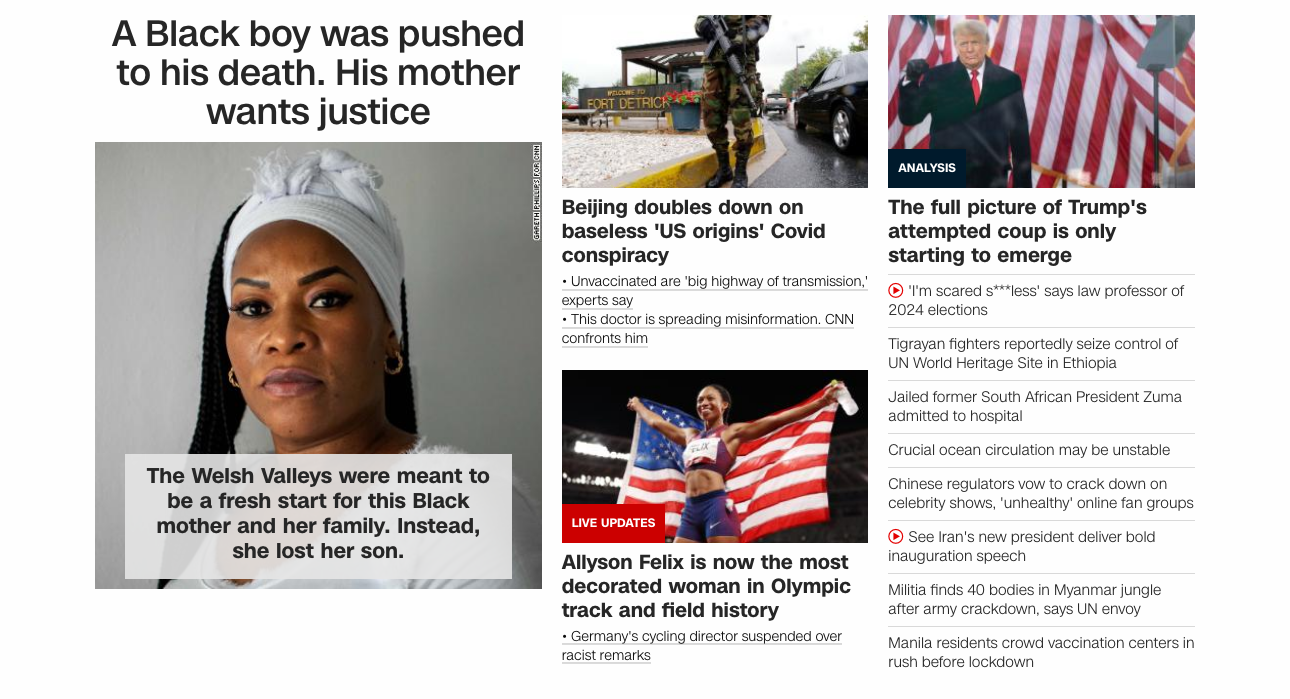 A Black boy was pushed
to his death. His mother
wants justice
GARETH PHILLIPS FOR CNN
The Welsh Valleys were meant to
be a fresh start for this Black
mother and her family. Instead,
she lost her son.
WELCOME TO
FORT DETRICK
Beijing doubles down on
baseless 'US origins' Covid
conspiracy
• Unvaccinated are 'big highway of transmission,'
experts say
• This doctor is spreading misinformation. CNN
confronts him
FELIX
LIVE UPDATES
Allyson Felix is now the most
decorated woman in Olympic
track and field history
• Germany's cycling director suspended over
racist remarks
ANALYSIS
The full picture of Trump's
attempted coup is only
starting to emerge
'I'm scared s***less' says law professor of
2024 elections
Tigrayan fighters reportedly seize control of
UN World Heritage Site in Ethiopia
Jailed former South African President Zuma
admitted to hospital
Crucial ocean circulation may be unstable
Chinese regulators vow to crack down on
celebrity shows, 'unhealthy' online fan groups
See Iran's new president deliver bold
inauguration speech
Militia finds 40 bodies in Myanmar jungle
after army crackdown, says UN envoy
Manila residents crowd vaccination centers in
rush before lockdown